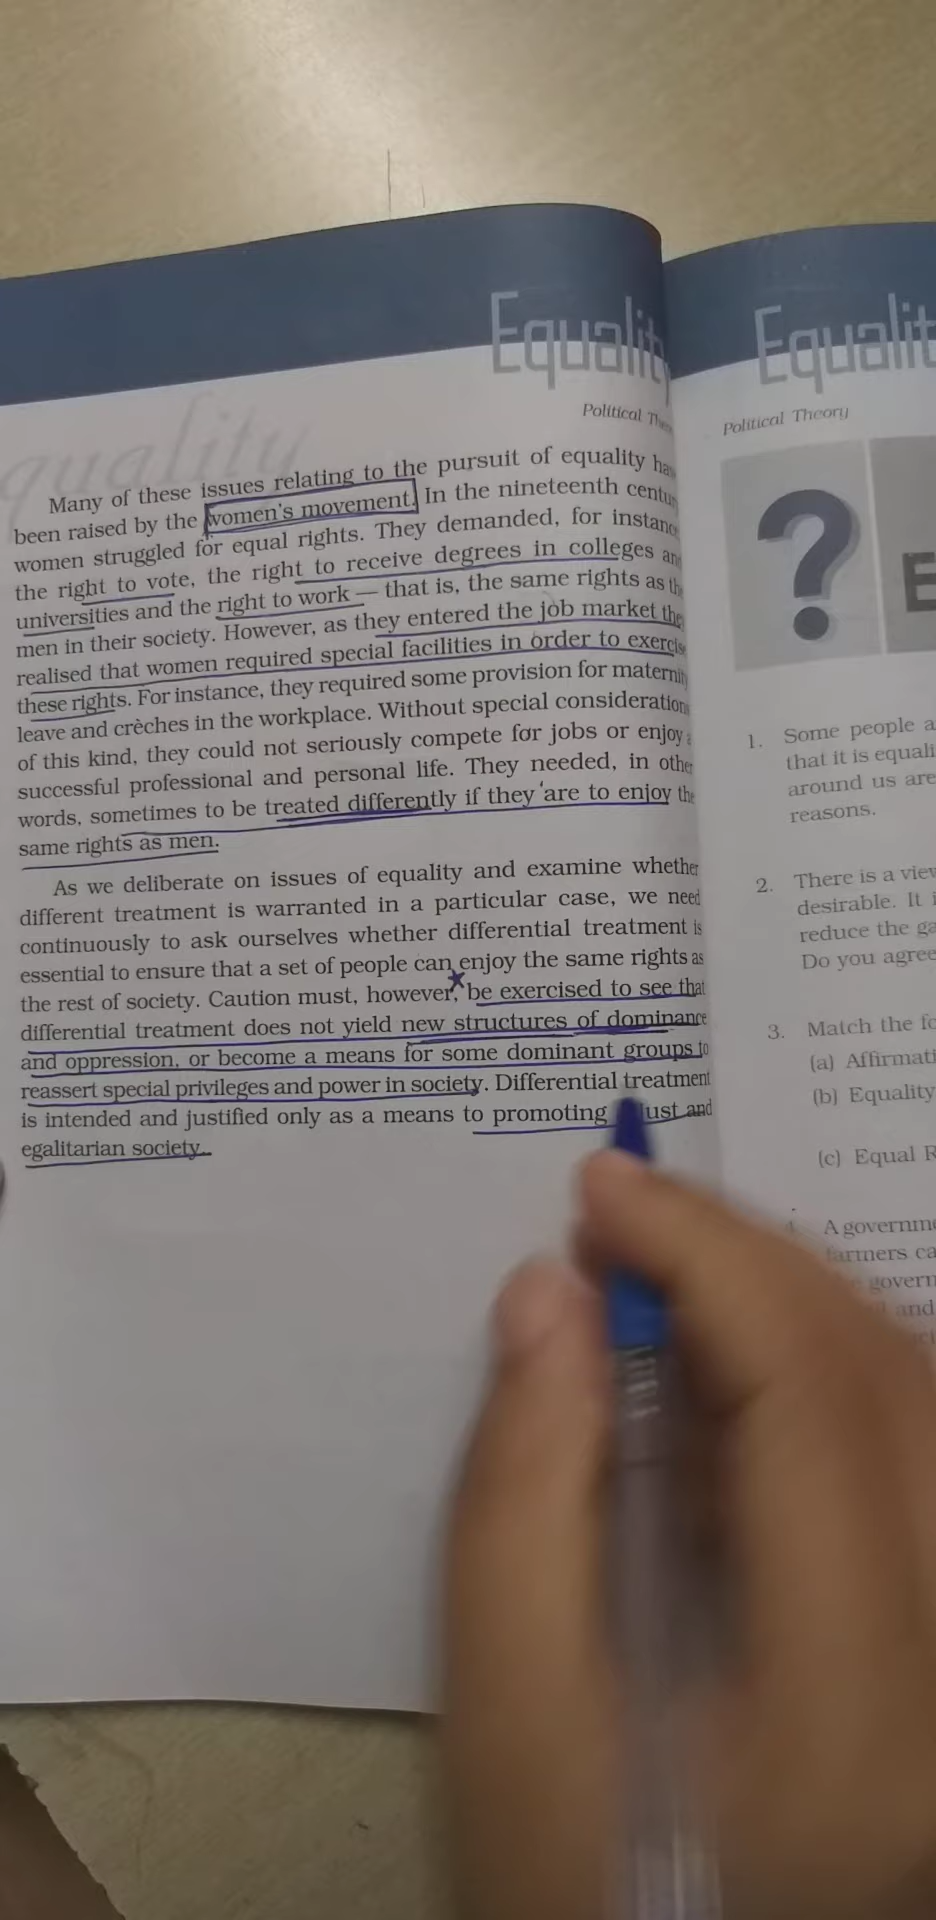 Equality
Political
quality
Many of these issues relating to the pursuit of equality
been raised by the women's movement. In the nineteenth
women struggled for equal rights. They demanded, for
the right to vote, the right to receive degrees in colleges
universities and the right to work — that is, the same rights as
men in their society. However, as they entered the job market
realised that women required special facilities in order to
these rights. For instance, they required some provision for
leave and crèches in the workplace. Without special
of this kind, they could not seriously compete for jobs or enjoy
successful professional and personal life. They needed, in
words, sometimes to be treated differently if they are to enjoy
same rights as men.
As we deliberate on issues of equality and examine whether
different treatment is warranted in a particular case, we need
continuously to ask ourselves whether differential treatment is
essential to ensure that a set of people can enjoy the same rights as
the rest of society. Caution must, however, be exercised to see that
differential treatment does not yield new structures of dominance
and oppression, or become a means for some dominant groups to
reassert special privileges and power in society. Differential treatment
is intended and justified only as a means to promoting just and
egalitarian society.
Equalit
Political Theory
?
E
1. Some people a
that it is equali
around us are
reasons.
2. There is a view
desirable. It
reduce the ga
Do you agree
3. Match the fo
(a) Affirmati
(b) Equality
(c) Equal R
A governme
farmers ca
govern
and